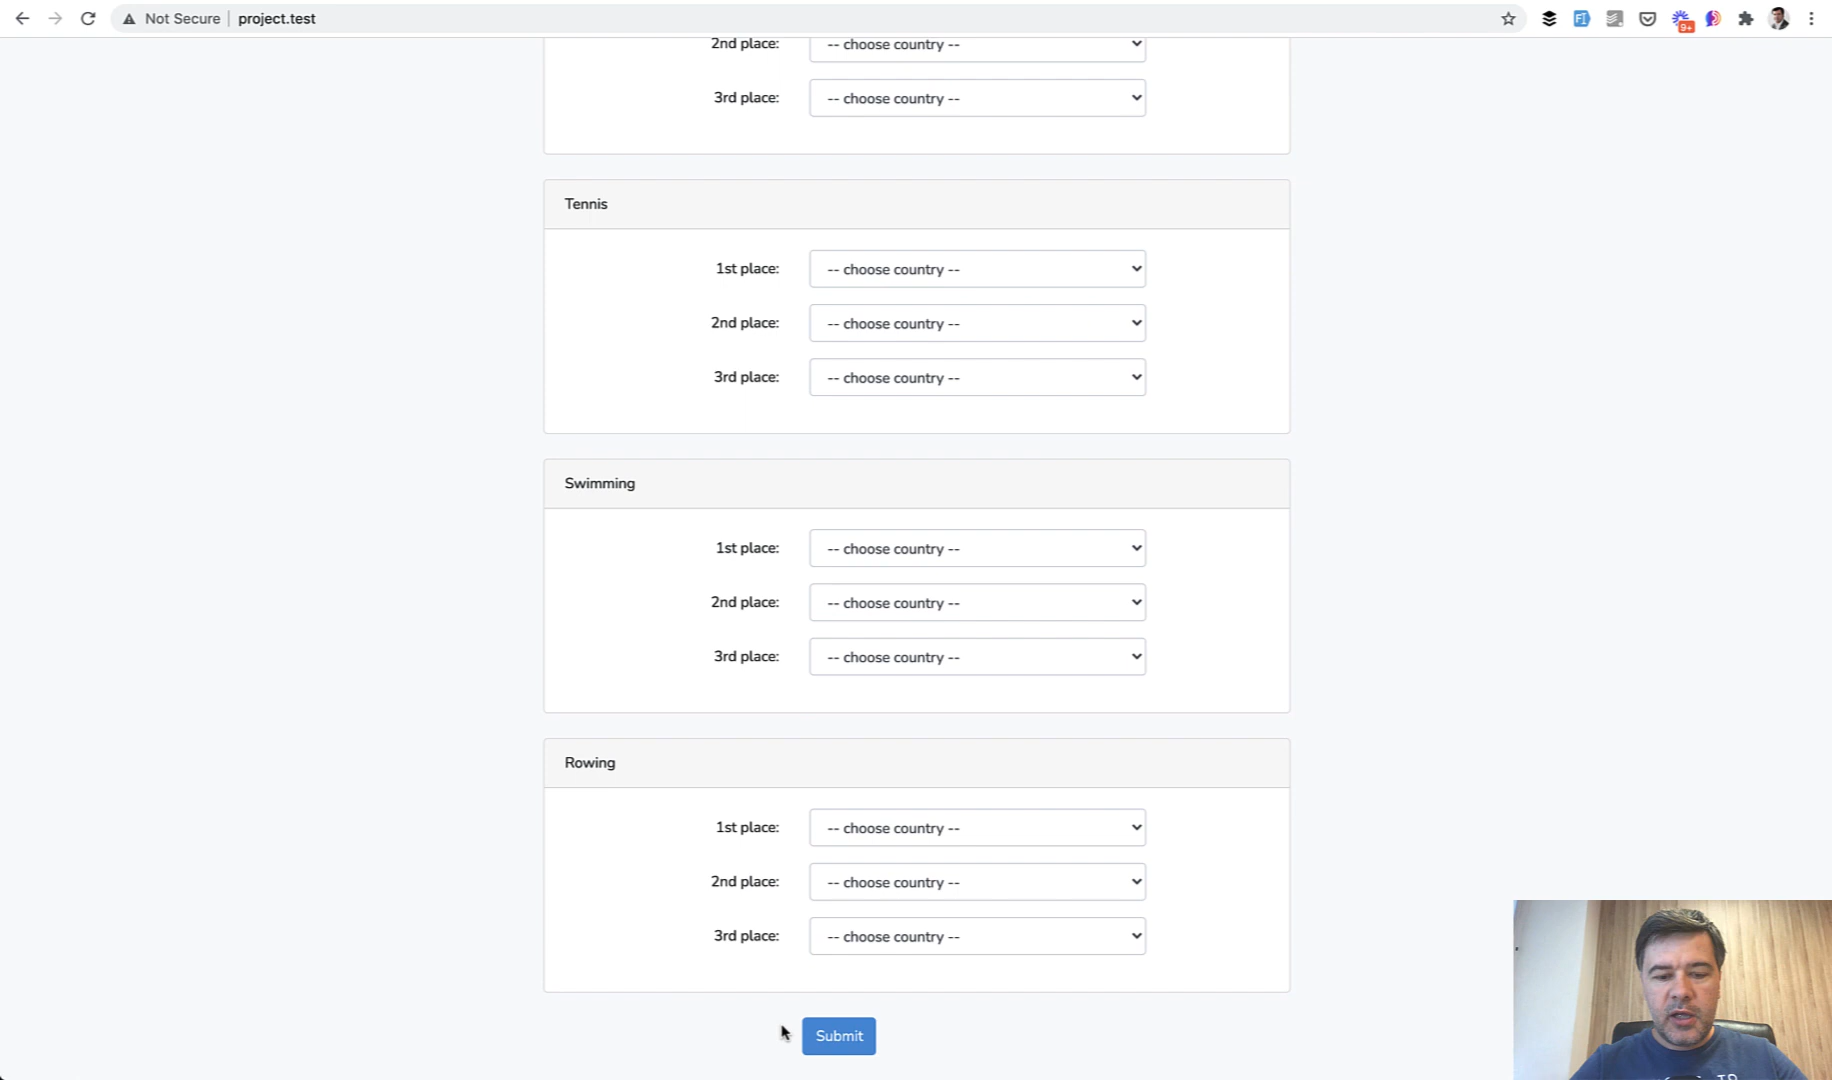 Not Secure | project.test
9+
2nd place: -- choose country --
3rd place: -- choose country --
Tennis
1st place: -- choose country --
2nd place: -- choose country --
3rd place: -- choose country --
Swimming
1st place: -- choose country --
2nd place: -- choose country --
3rd place: -- choose country --
Rowing
1st place: -- choose country --
2nd place: -- choose country --
3rd place: -- choose country --
Submit